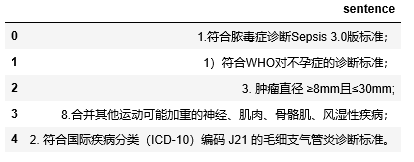 sentence
0 1.符合脓毒症诊断Sepsis 3.0版标准；
1 1）符合WHO对不孕症的诊断标准；
2 3. 肿瘤直径 ≥8mm且≤30mm;
3 8.合并其他运动可能加重的神经、肌肉、骨骼肌、风湿性疾病；
4 2. 符合国际疾病分类（ICD-10）编码 J21 的毛细支气管炎诊断标准。